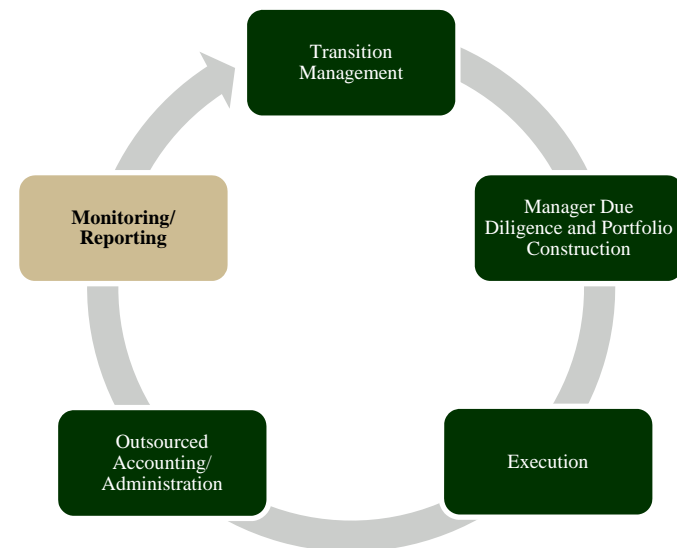 Transition
Management
Manager Due
Diligence and Portfolio
Construction
Execution
Outsourced
Accounting/
Administration
Monitoring/
Reporting